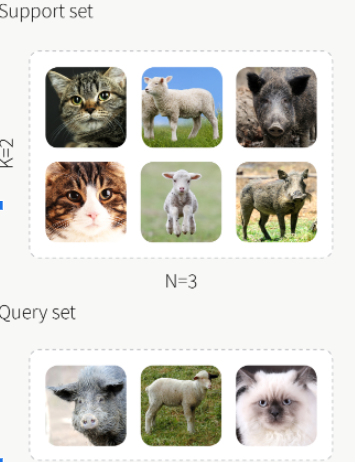 Support set
K=2
N=3
Query set